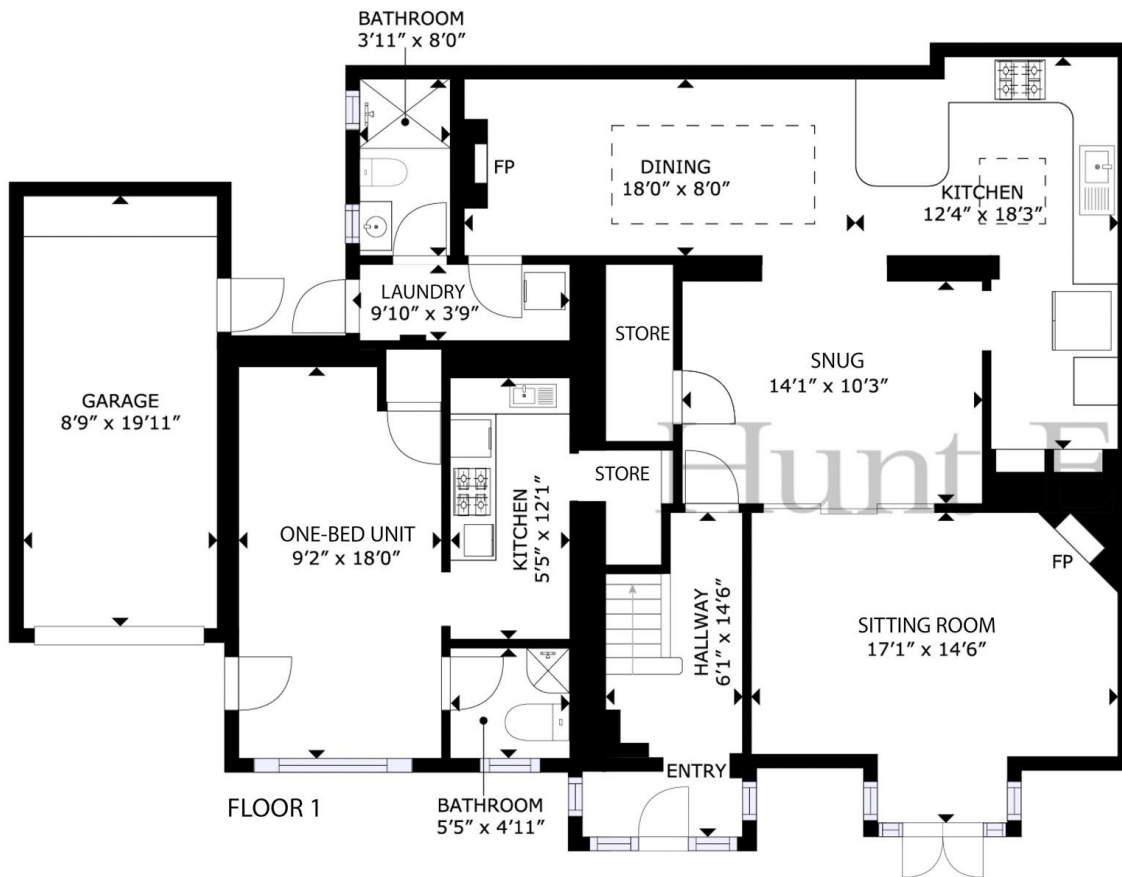 BATHROOM
3'11" x 8'0"
FP
DINING
18'0" x 8'0"
KITCHEN
12'4" x 18'3"
LAUNDRY
9'10" x 3'9"
STORE
SNUG
14'1" x 10'3"
GARAGE
8'9" x 19'11"
Hunt E
STORE
KITCHEN
5'5" x 12'1"
ONE-BED UNIT
9'2" x 18'0"
FP
HALLWAY
6'1" x 14'6"
SITTING ROOM
17'1" x 14'6"
ENTRY
FLOOR 1
BATHROOM
5'5" x 4'11"